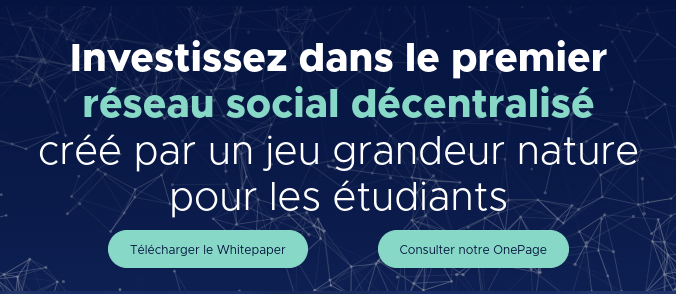 Investissez dans le premier
réseau social décentralisé
créé par un jeu grandeur nature
pour les étudiants
Télécharger le Whitepaper
Consulter notre OnePage